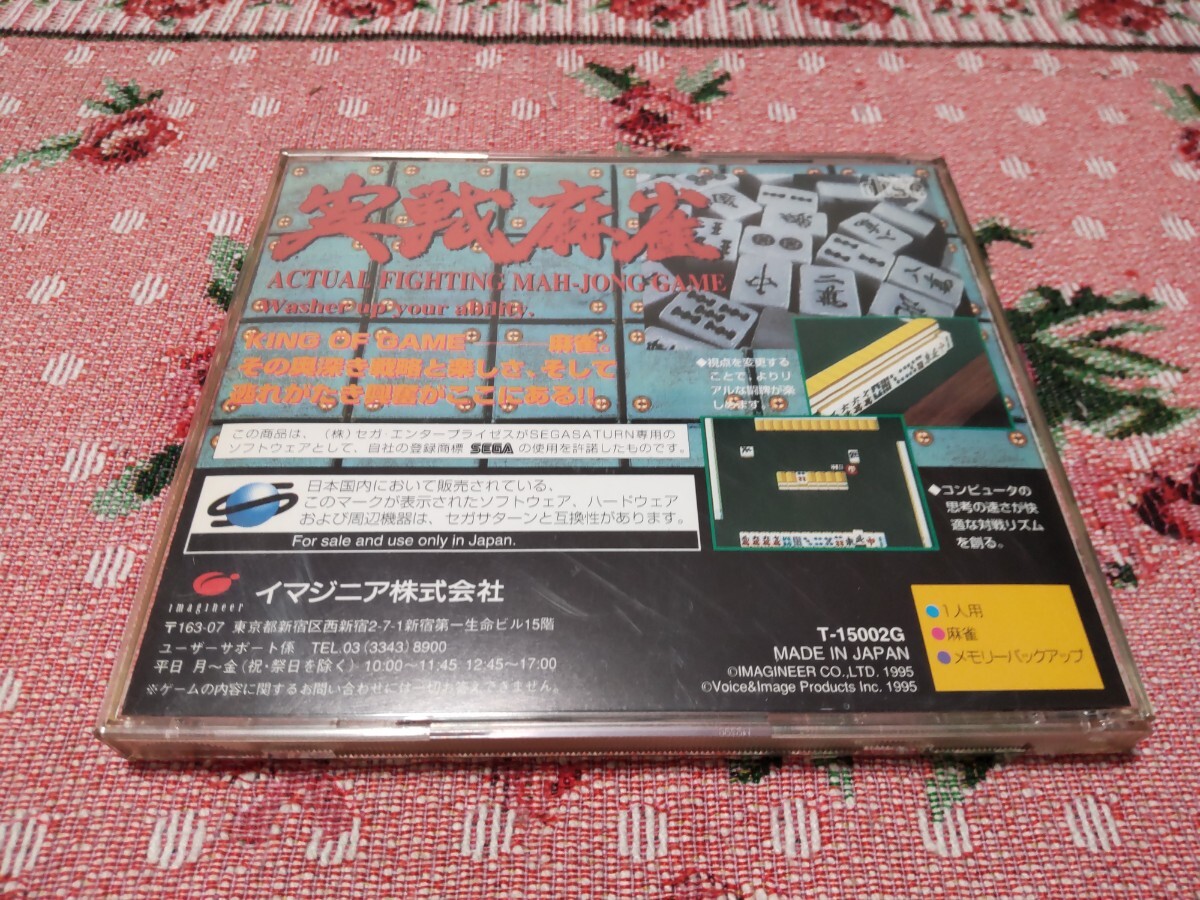 実戦麻雀
ACTUAL FIGHTING MAH-JONG GAME
Washer up your ability.
KING OF GAME――麻雀。
その奥深き戦略と楽しさ、そして
逃れがたき興奮がここにある!!
◆視点を変更する
ことで、よりリ
アルな闘牌が楽
しめます。
この商品は、(株)セガ・エンタープライゼスがSEGASATURN専用の
ソフトウェアとして、自社の登録商標 SEGA の使用を許諾したものです。
日本国内において販売されている、
このマークが表示されたソフトウェア、ハードウェア
および周辺機器は、セガサターンと互換性があります。
For sale and use only in Japan.
◆コンピュータの
思考の速さが快
適な対戦リズム
を創る。
imagineer
イマジニア株式会社
〒163-07 東京都新宿区西新宿2-7-1新宿第一生命ビル15階
ユーザーサポート係 TEL.03(3343)8900
平日 月〜金(祝・祭日を除く) 10:00〜11:45 12:45〜17:00
※ゲームの内容に関するお問い合わせには一切お答えできません。
T-15002G
MADE IN JAPAN
©IMAGINEER CO.,LTD. 1995
©Voice&Image Products Inc. 1995
●1人用
●麻雀
●メモリーバックアップ